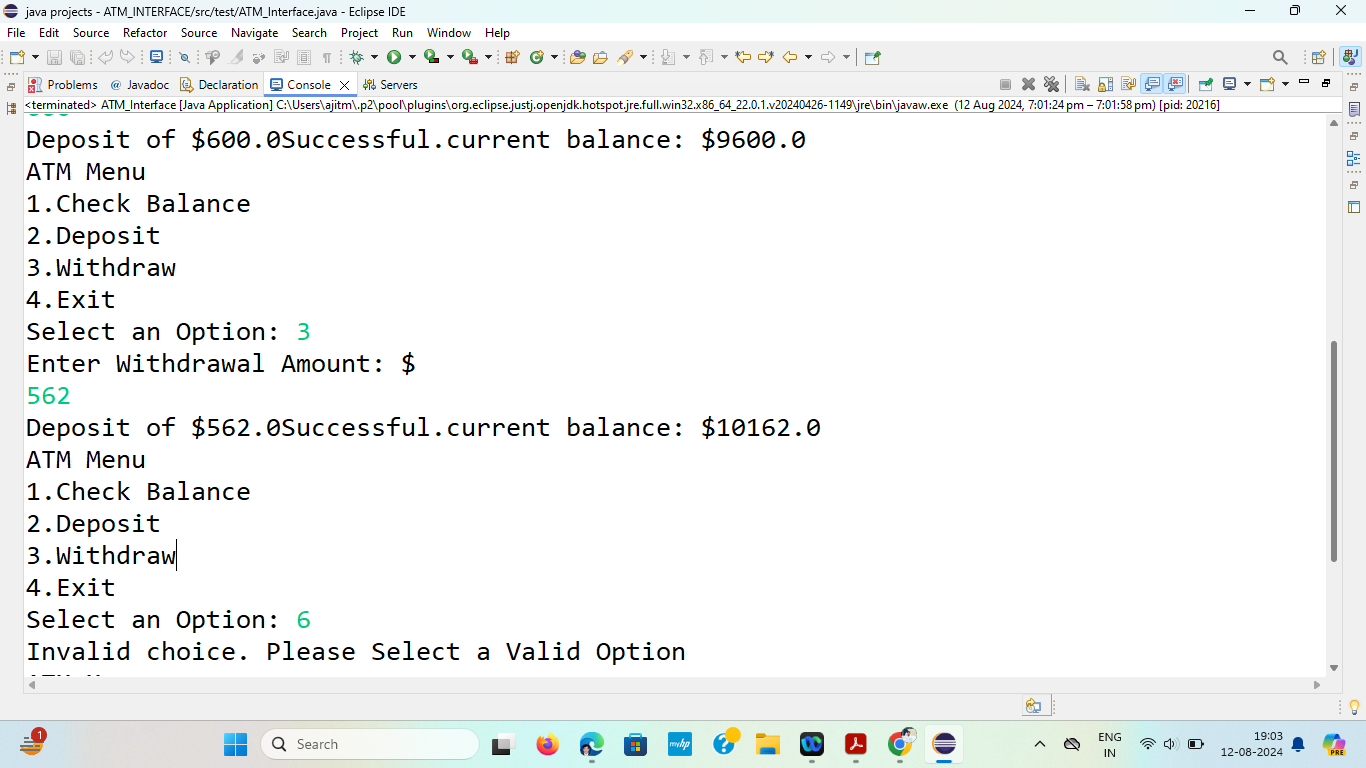 java projects - ATM_INTERFACE/src/test/ATM_Interface.java - Eclipse IDE
File Edit Source Refactor Source Navigate Search Project Run Window Help
Problems @ Javadoc Declaration Console Servers
<terminated> ATM_Interface [Java Application] C:\Users\ajitm\.p2\pool\plugins\org.eclipse.justj.openjdk.hotspot.jre.full.win32.x86_64_22.0.1.v20240426-1149\jre\bin\javaw.exe (12 Aug 2024, 7:01:24 pm – 7:01:58 pm) [pid: 20216]
Deposit of $600.0Successful.current balance: $9600.0
ATM Menu
1.Check Balance
2.Deposit
3.Withdraw
4.Exit
Select an Option: 3
Enter Withdrawal Amount: $
562
Deposit of $562.0Successful.current balance: $10162.0
ATM Menu
1.Check Balance
2.Deposit
3.Withdraw
4.Exit
Select an Option: 6
Invalid choice. Please Select a Valid Option
1
Search
myhp
ENG
IN
19:03
12-08-2024
PRE